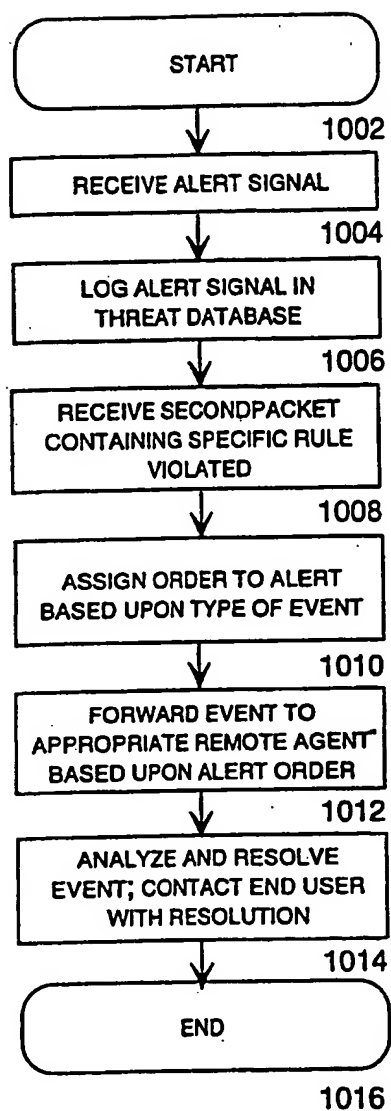 START
1002
RECEIVE ALERT SIGNAL
1004
LOG ALERT SIGNAL IN
THREAT DATABASE
1006
RECEIVE SECONDPACKET
CONTAINING SPECIFIC RULE
VIOLATED
1008
ASSIGN ORDER TO ALERT
BASED UPON TYPE OF EVENT
1010
FORWARD EVENT TO
APPROPRIATE REMOTE AGENT
BASED UPON ALERT ORDER
1012
ANALYZE AND RESOLVE
EVENT; CONTACT END USER
WITH RESOLUTION
1014
END
1016